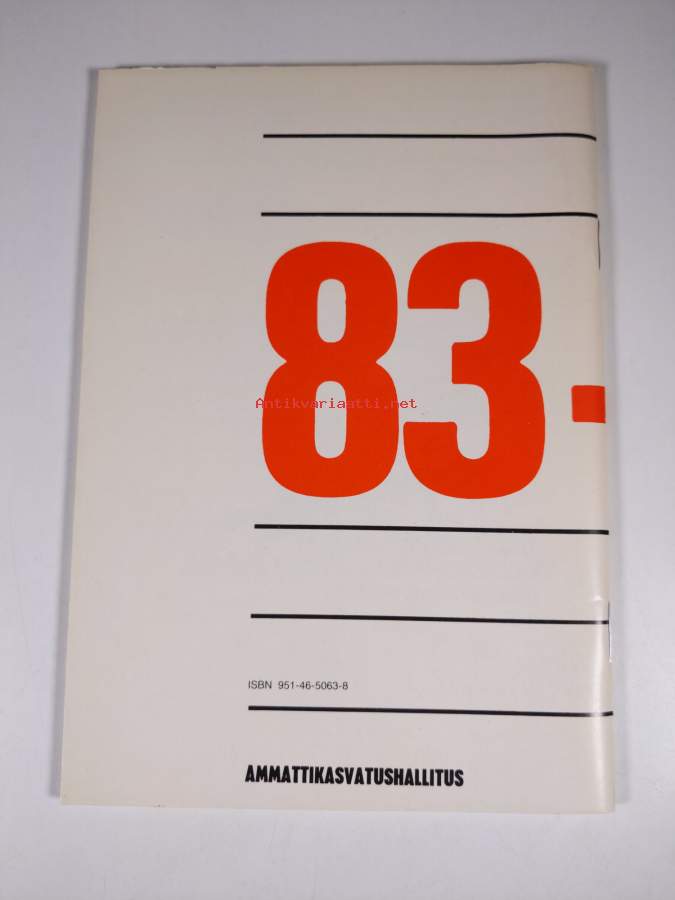 83-
Antikvariaatti.net
ISBN 951-46-5063-8
AMMATTIKASVATUSHALLITUS